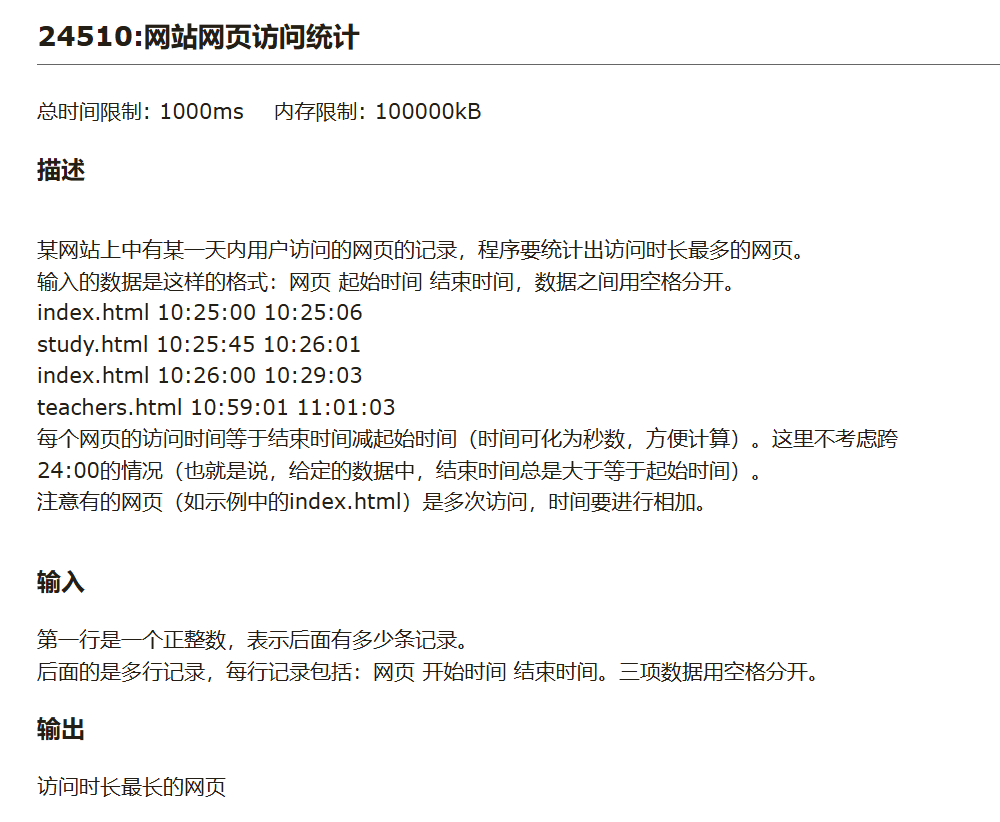 24510:网站网页访问统计
总时间限制: 1000ms 内存限制: 100000kB
描述
某网站上中有某一天内用户访问的网页的记录，程序要统计出访问时长最多的网页。
输入的数据是这样的格式：网页 起始时间 结束时间，数据之间用空格分开。
index.html 10:25:00 10:25:06
study.html 10:25:45 10:26:01
index.html 10:26:00 10:29:03
teachers.html 10:59:01 11:01:03
每个网页的访问时间等于结束时间减起始时间（时间可化为秒数，方便计算）。这里不考虑跨
24:00的情况（也就是说，给定的数据中，结束时间总是大于等于起始时间）。
注意有的网页（如示例中的index.html）是多次访问，时间要进行相加。
输入
第一行是一个正整数，表示后面有多少条记录。
后面的是多行记录，每行记录包括：网页 开始时间 结束时间。三项数据用空格分开。
输出
访问时长最长的网页